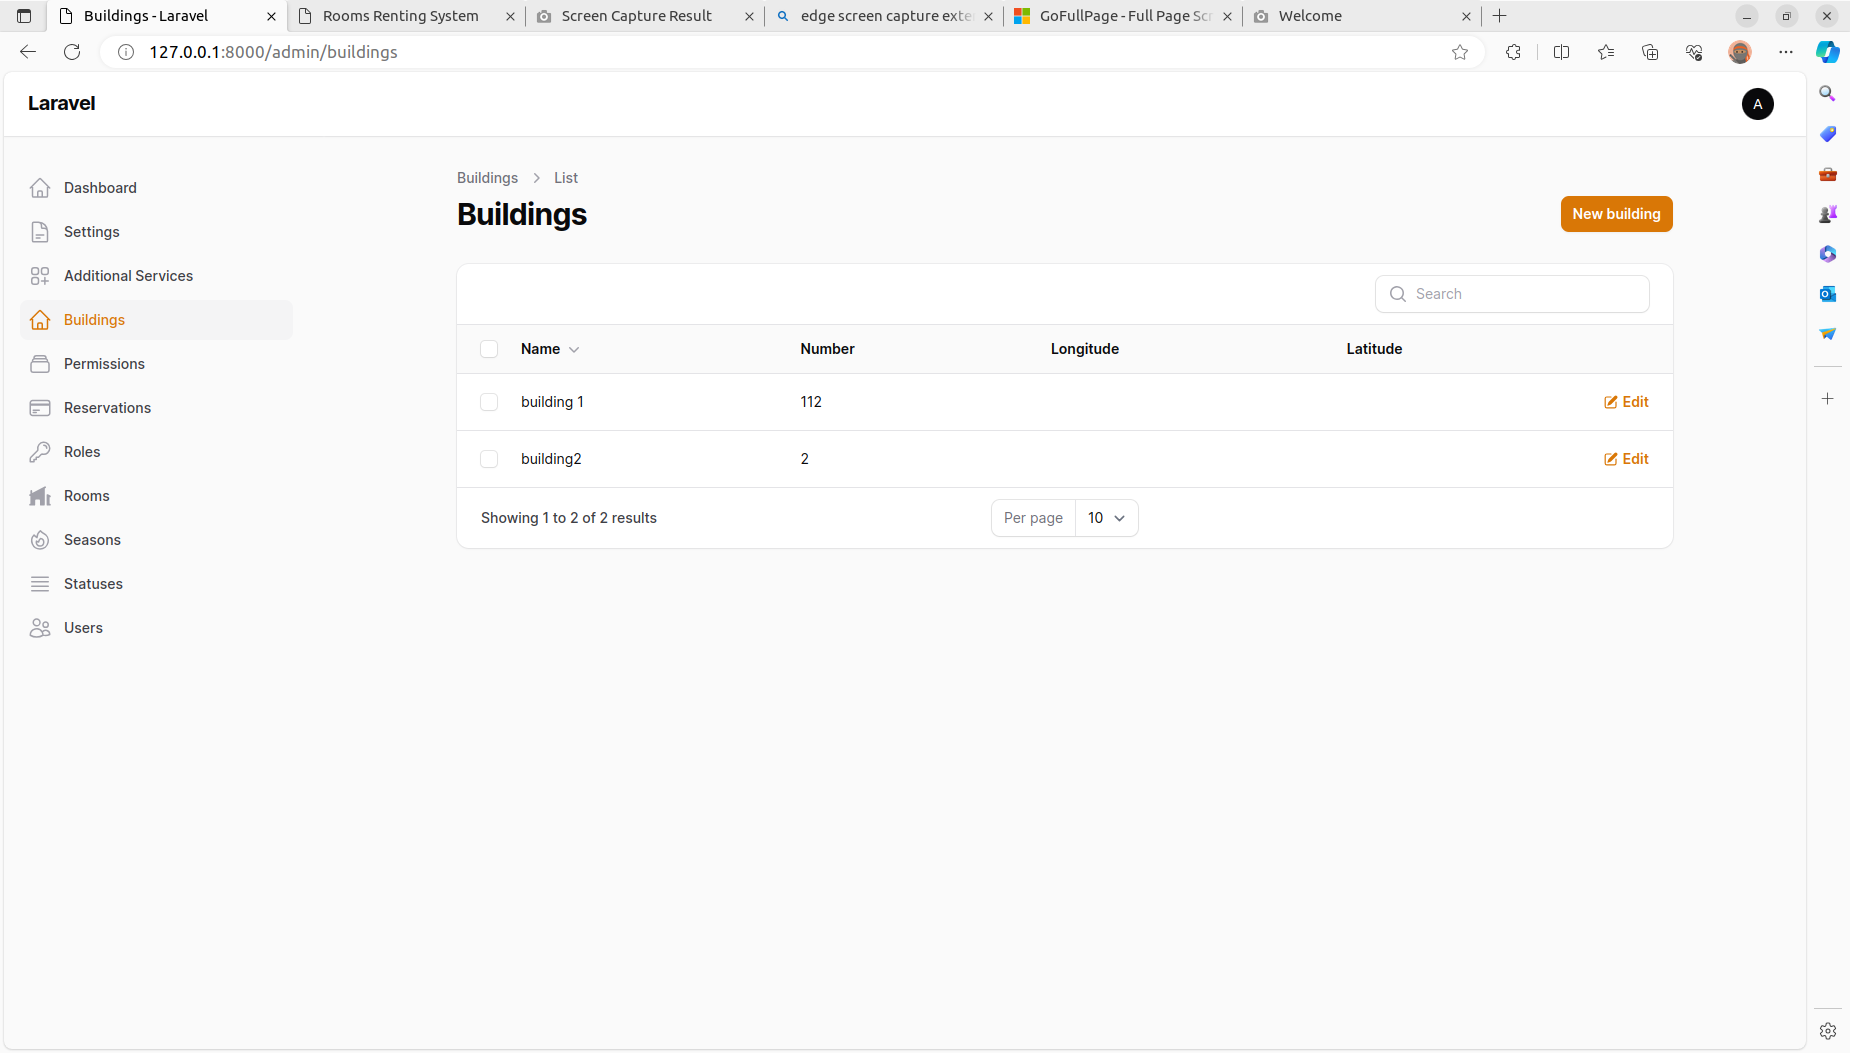 Buildings - Laravel
Rooms Renting System
Screen Capture Result
edge screen capture exte
GoFullPage - Full Page Scr
Welcome
127.0.0.1:8000/admin/buildings
Laravel
A
Dashboard
Settings
Additional Services
Buildings
Permissions
Reservations
Roles
Rooms
Seasons
Statuses
Users
Buildings > List
Buildings
New building
Search
Name Number Longitude Latitude
building 1 112 Edit
building2 2 Edit
Showing 1 to 2 of 2 results Per page 10